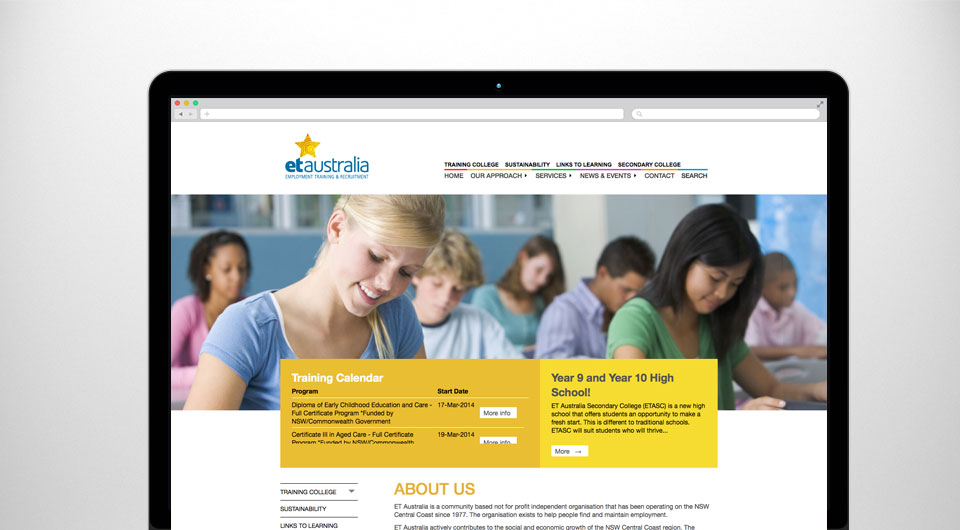 etaustralia
EMPLOYMENT TRAINING & RECRUITMENT
TRAINING COLLEGE SUSTAINABILITY LINKS TO LEARNING SECONDARY COLLEGE
HOME OUR APPROACH SERVICES NEWS & EVENTS CONTACT SEARCH
Training Calendar
Program Start Date
Diploma of Early Childhood Education and Care - 17-Mar-2014
Full Certificate Program "Funded by More info
NSW/Commonwealth Government
Certificate III in Aged Care - Full Certificate 19-Mar-2014
Program "Funded by NSW/Commonwealth More info
Year 9 and Year 10 High
School!
ET Australia Secondary College (ETASC) is a new high
school that offers students an opportunity to make a
fresh start. This is different to traditional schools.
ETASC will suit students who will thrive...
More →
TRAINING COLLEGE
SUSTAINABILITY
LINKS TO LEARNING
ABOUT US
ET Australia is a community based not for profit independent organisation that has been operating on the NSW
Central Coast since 1977. The organisation exists to help people find and maintain employment.
ET Australia actively contributes to the social and economic growth of the NSW Central Coast region. The